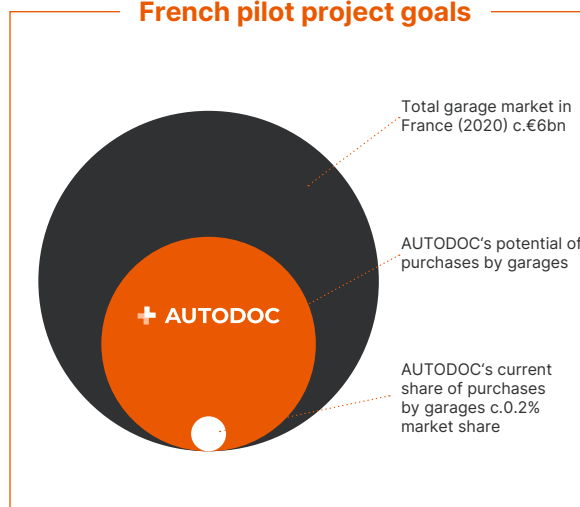 French pilot project goals
Total garage market in
France (2020) c.€6bn
AUTODOC‘s potential of
purchases by garages
AUTODOC
AUTODOC‘s current
share of purchases
by garages c.0.2%
market share